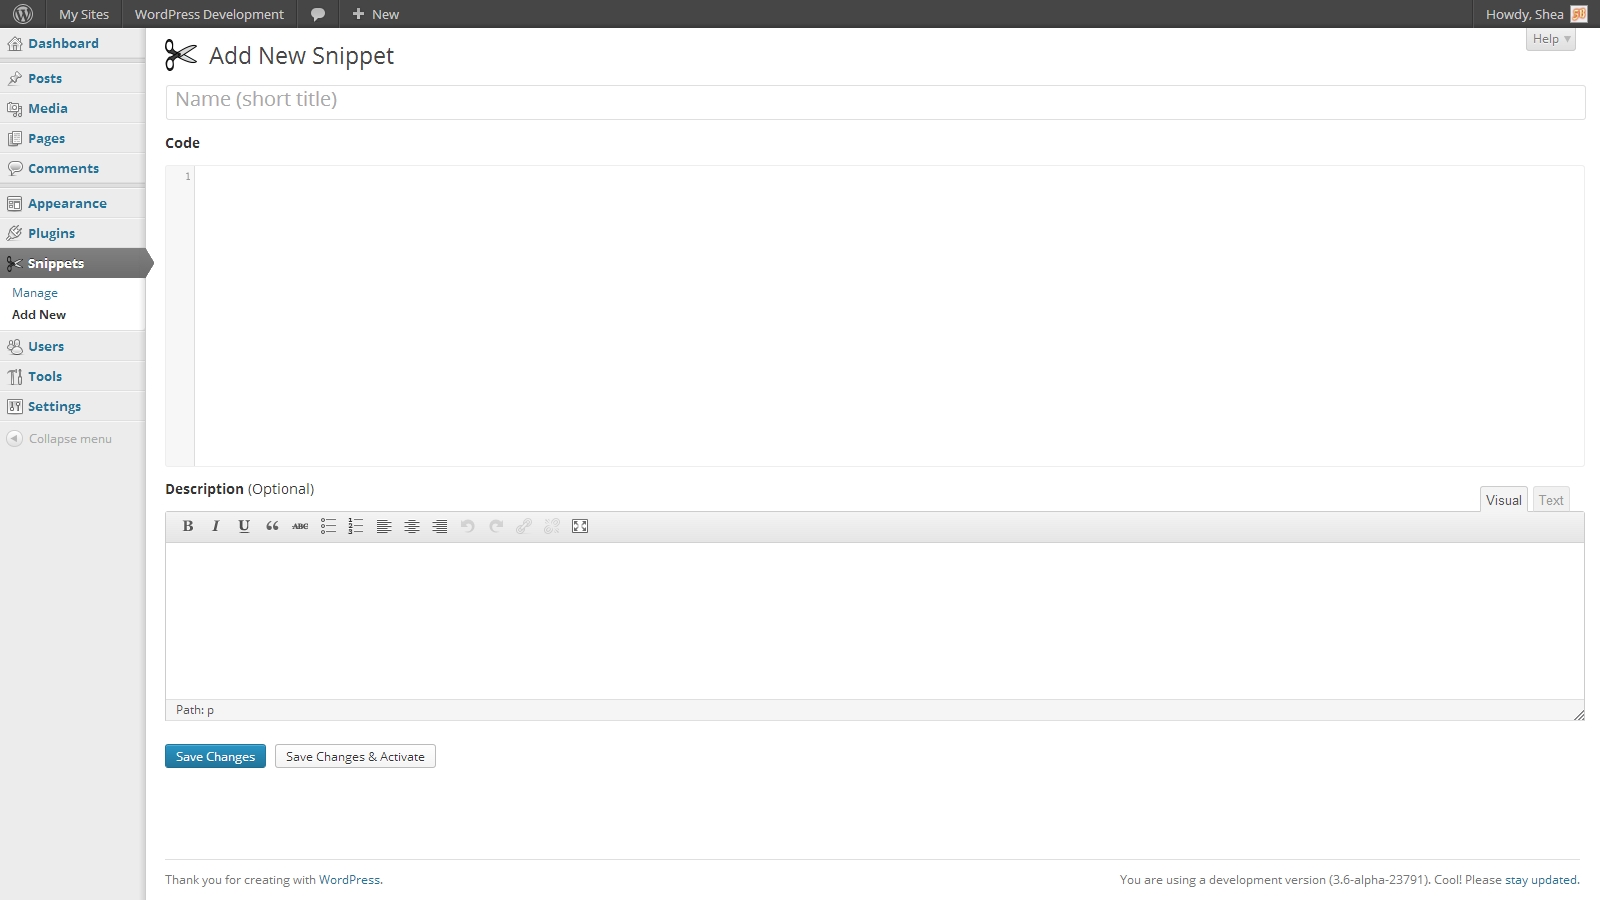 My Sites
WordPress Development
New
Howdy, Shea
Help
Dashboard
Posts
Media
Pages
Comments
Appearance
Plugins
Snippets
Manage
Add New
Users
Tools
Settings
Collapse menu
Add New Snippet
Name (short title)
Code
1
Description (Optional)
Visual
Text
B I U ABC
Path: p
Save Changes
Save Changes & Activate
Thank you for creating with WordPress.
You are using a development version (3.6-alpha-23791). Cool! Please stay updated.